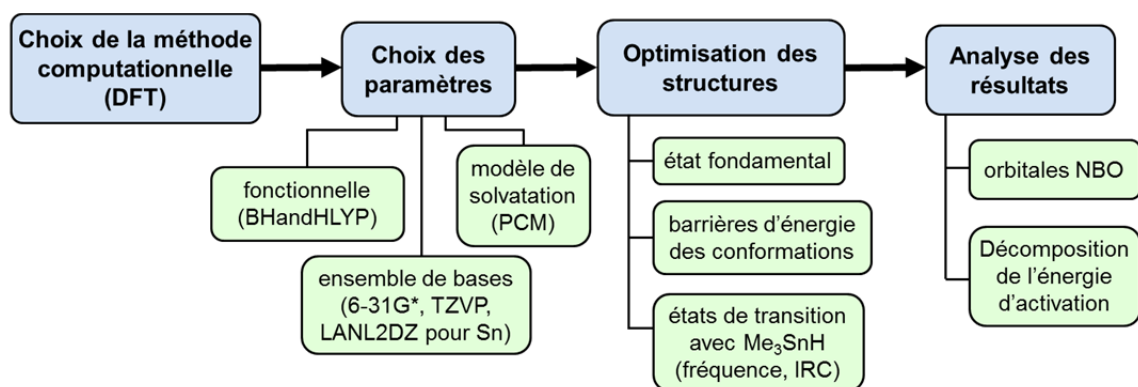 Choix de la méthode
computationnelle
(DFT)
Choix des
paramètres
Optimisation des
structures
Analyse des
résultats
fonctionnelle
(BHandHLYP)
modèle de
solvatation
(PCM)
ensemble de bases
(6-31G*, TZVP,
LANL2DZ pour Sn)
état fondamental
barrières d’énergie
des conformations
états de transition
avec Me₃SnH
(fréquence, IRC)
orbitales NBO
Décomposition
de l’énergie
d’activation